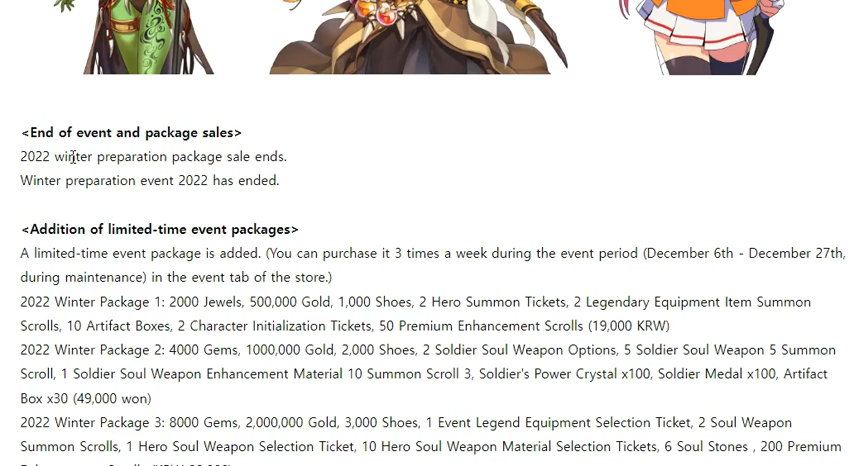 <End of event and package sales>
2022 winter preparation package sale ends.
Winter preparation event 2022 has ended.
<Addition of limited-time event packages>
A limited-time event package is added. (You can purchase it 3 times a week during the event period (December 6th - December 27th,
during maintenance) in the event tab of the store.)
2022 Winter Package 1: 2000 Jewels, 500,000 Gold, 1,000 Shoes, 2 Hero Summon Tickets, 2 Legendary Equipment Item Summon
Scrolls, 10 Artifact Boxes, 2 Character Initialization Tickets, 50 Premium Enhancement Scrolls (19,000 KRW)
2022 Winter Package 2: 4000 Gems, 1000,000 Gold, 2,000 Shoes, 2 Soldier Soul Weapon Options, 5 Soldier Soul Weapon 5 Summon
Scroll, 1 Soldier Soul Weapon Enhancement Material 10 Summon Scroll 3, Soldier's Power Crystal x100, Soldier Medal x100, Artifact
Box x30 (49,000 won)
2022 Winter Package 3: 8000 Gems, 2,000,000 Gold, 3,000 Shoes, 1 Event Legend Equipment Selection Ticket, 2 Soul Weapon
Summon Scrolls, 1 Hero Soul Weapon Selection Ticket, 10 Hero Soul Weapon Material Selection Tickets, 6 Soul Stones , 200 Premium